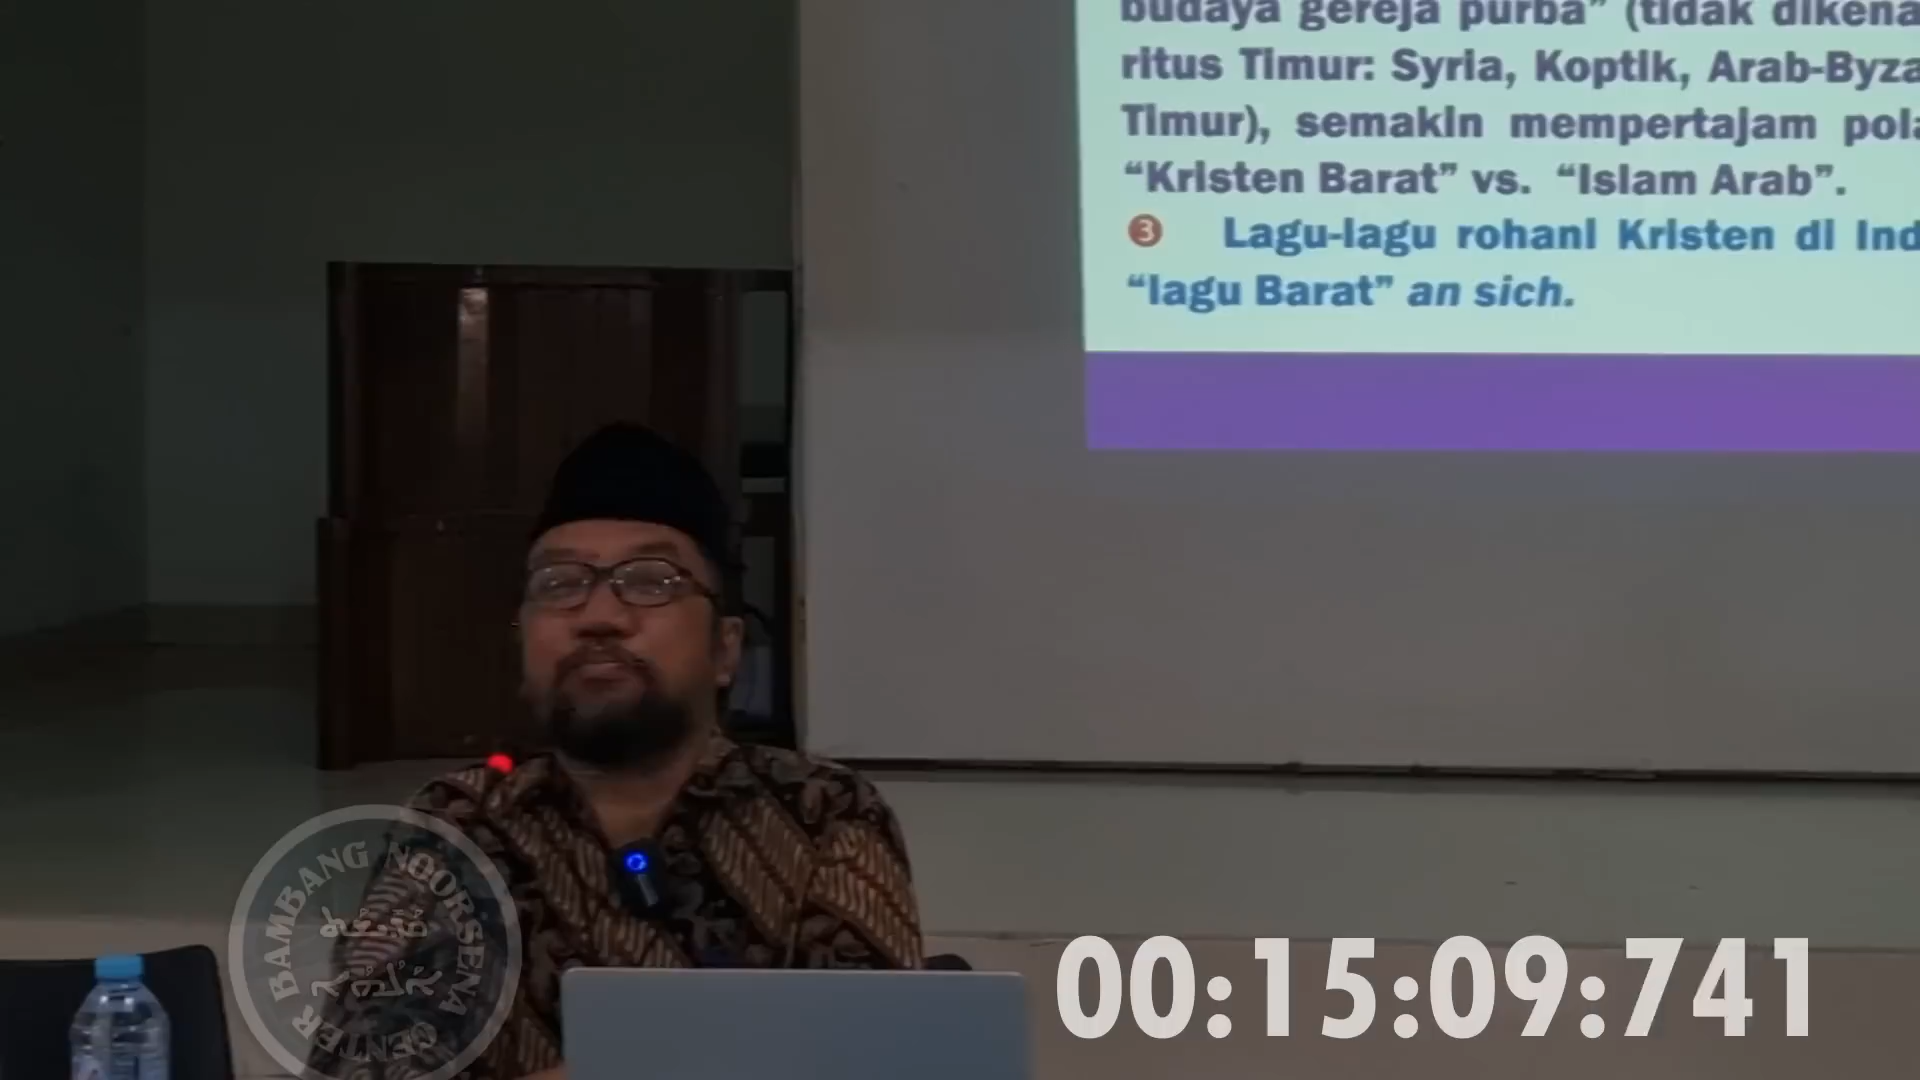 budaya gereja purba” (tidak dikena
ritus Timur: Syria, Koptik, Arab-Byza
Timur), semakin mempertajam pola
“Kristen Barat” vs. “Islam Arab”.
3 Lagu-lagu rohani Kristen di Ind
“lagu Barat” an sich.
BAMBANG NOORSENA CENTER
00:15:09:741